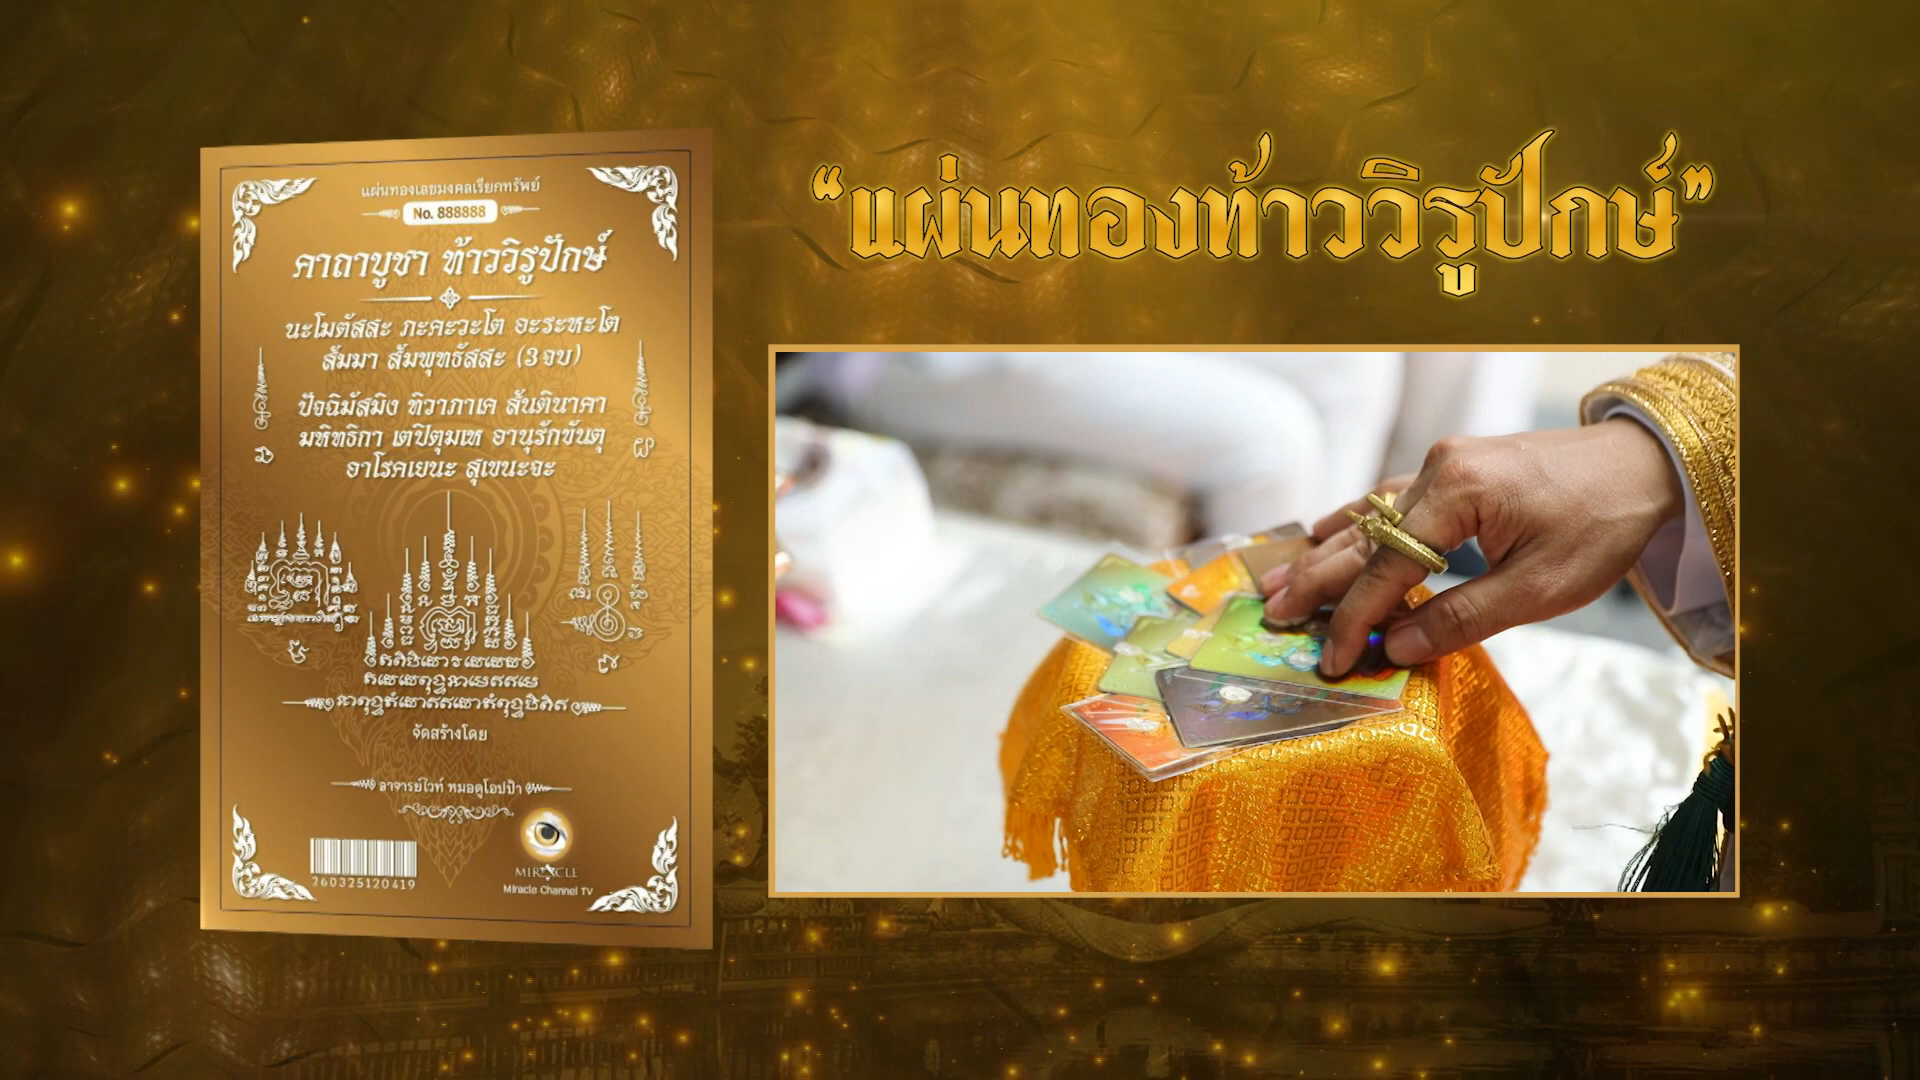 แผ่นทองเลขมงคลเรียกทรัพย์
No. 888888
คาถาบูชา ท้าววิรูปักษ์
นะโมตัสสะ ภะคะวะโต อะระหะโต
สัมมา สัมพุทธัสสะ (3จบ)
ปัจฉิมัสมิง ทิวาภาเค สันตินาคา
มหิทธิกา เตปิตุมเห อานุรักขันตุ
อาโรคเยนะ สุเขนะจะ
จัดสร้างโดย
อาจารย์ไวท์ หมอดูโอปป้า
260325120419
MIRACLE
Miracle Channel TV
“แผ่นทองท้าววิรูปักษ์”